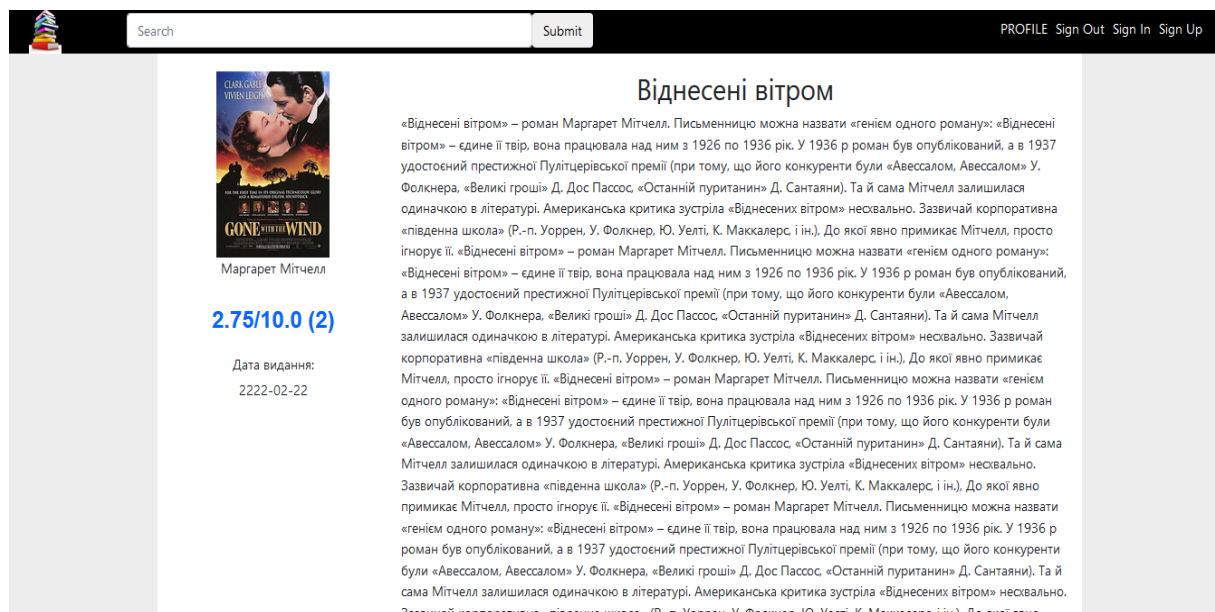 Search
Submit
PROFILE Sign Out Sign In Sign Up
CLARK GABLE
VIVIEN LEIGH
GONE WITH THE WIND
Маргарет Мітчелл
2.75/10.0 (2)
Дата видання:
2222-02-22
Віднесені вітром
«Віднесені вітром» – роман Маргарет Мітчелл. Письменницю можна назвати «генієм одного роману»: «Віднесені
вітром» – єдине її твір, вона працювала над ним з 1926 по 1936 рік. У 1936 р роман був опублікований, а в 1937
удостоєний престижної Пулітцерівської премії (при тому, що його конкуренти були «Авессалом, Авессалом» У.
Фолкнера, «Великі гроші» Д. Дос Пассос, «Останній пуританин» Д. Сантаяни). Та й сама Мітчелл залишилася
одиначкою в літературі. Американська критика зустріла «Віднесених вітром» несхвально. Зазвичай корпоративна
«південна школа» (Р.-п. Уоррен, У. Фолкнер, Ю. Уелті, К. Маккалерс, і ін.), До якої явно примикає Мітчелл, просто
ігнорує її. «Віднесені вітром» – роман Маргарет Мітчелл. Письменницю можна назвати «генієм одного роману»:
«Віднесені вітром» – єдине її твір, вона працювала над ним з 1926 по 1936 рік. У 1936 р роман був опублікований,
а в 1937 удостоєний престижної Пулітцерівської премії (при тому, що його конкуренти були «Авессалом,
Авессалом» У. Фолкнера, «Великі гроші» Д. Дос Пассос, «Останній пуританин» Д. Сантаяни). Та й сама Мітчелл
залишилася одиначкою в літературі. Американська критика зустріла «Віднесених вітром» несхвально. Зазвичай
корпоративна «південна школа» (Р.-п. Уоррен, У. Фолкнер, Ю. Уелті, К. Маккалерс, і ін.), До якої явно примикає
Мітчелл, просто ігнорує її. «Віднесені вітром» – роман Маргарет Мітчелл. Письменницю можна назвати «генієм
одного роману»: «Віднесені вітром» – єдине її твір, вона працювала над ним з 1926 по 1936 рік. У 1936 р роман
був опублікований, а в 1937 удостоєний престижної Пулітцерівської премії (при тому, що його конкуренти були
«Авессалом, Авессалом» У. Фолкнера, «Великі гроші» Д. Дос Пассос, «Останній пуританин» Д. Сантаяни). Та й сама
Мітчелл залишилася одиначкою в літературі. Американська критика зустріла «Віднесених вітром» несхвально.
Зазвичай корпоративна «південна школа» (Р.-п. Уоррен, У. Фолкнер, Ю. Уелті, К. Маккалерс, і ін.), До якої явно
примикає Мітчелл, просто ігнорує її. «Віднесені вітром» – роман Маргарет Мітчелл. Письменницю можна назвати
«генієм одного роману»: «Віднесені вітром» – єдине її твір, вона працювала над ним з 1926 по 1936 рік. У 1936 р
роман був опублікований, а в 1937 удостоєний престижної Пулітцерівської премії (при тому, що його конкуренти
були «Авессалом, Авессалом» У. Фолкнера, «Великі гроші» Д. Дос Пассос, «Останній пуританин» Д. Сантаяни). Та й
сама Мітчелл залишилася одиначкою в літературі. Американська критика зустріла «Віднесених вітром» несхвально.